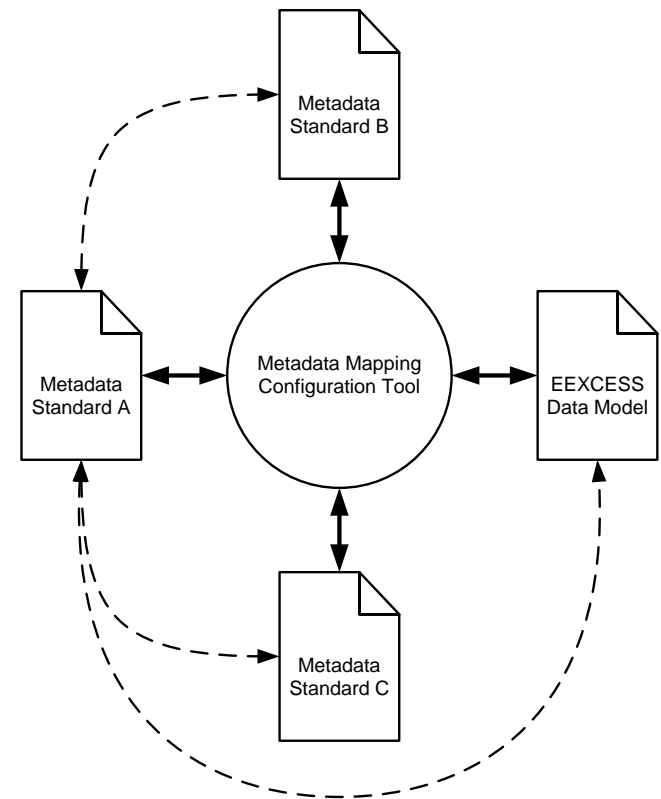 Metadata
Standard B
Metadata
Standard A
Metadata Mapping
Configuration Tool
EEXCESS
Data Model
Metadata
Standard C